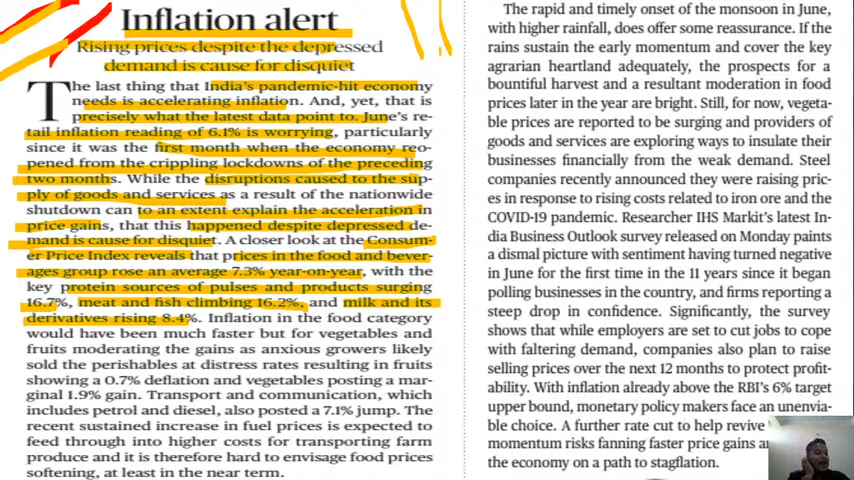 Inflation alert
Rising prices despite the depressed
demand is cause for disquiet
The last thing that India's pandemic-hit economy
needs is accelerating inflation. And, yet, that is
precisely what the latest data point to. June's re-
tail inflation reading of 6.1% is worrying, particularly
since it was the first month when the economy reo-
pened from the crippling lockdowns of the preceding
two months. While the disruptions caused to the sup-
ply of goods and services as a result of the nationwide
shutdown can to an extent explain the acceleration in
price gains, that this happened despite depressed de-
mand is cause for disquiet. A closer look at the Consum-
er Price Index reveals that prices in the food and bever-
ages group rose an average 7.3% year-on-year, with the
key protein sources of pulses and products surging
16.7%, meat and fish climbing 16.2%, and milk and its
derivatives rising 8.4%. Inflation in the food category
would have been much faster but for vegetables and
fruits moderating the gains as anxious growers likely
sold the perishables at distress rates resulting in fruits
showing a 0.7% deflation and vegetables posting a mar-
ginal 1.9% gain. Transport and communication, which
includes petrol and diesel, also posted a 7.1% jump. The
recent sustained increase in fuel prices is expected to
feed through into higher costs for transporting farm
produce and it is therefore hard to envisage food prices
softening, at least in the near term.
The rapid and timely onset of the monsoon in June,
with higher rainfall, does offer some reassurance. If the
rains sustain the early momentum and cover the key
agrarian heartland adequately, the prospects for a
bountiful harvest and a resultant moderation in food
prices later in the year are bright. Still, for now, vegeta-
ble prices are reported to be surging and providers of
goods and services are exploring ways to insulate their
businesses financially from the weak demand. Steel
companies recently announced they were raising pric-
es in response to rising costs related to iron ore and the
COVID-19 pandemic. Researcher IHS Markit's latest In-
dia Business Outlook survey released on Monday paints
a dismal picture with sentiment having turned negative
in June for the first time in the 11 years since it began
polling businesses in the country, and firms reporting a
steep drop in confidence. Significantly, the survey
shows that while employers are set to cut jobs to cope
with faltering demand, companies also plan to raise
selling prices over the next 12 months to protect profit-
ability. With inflation already above the RBI's 6% target
upper bound, monetary policy makers face an unenvia-
ble choice. A further rate cut to help revive
momentum risks fanning faster price gains
the economy on a path to stagflation.